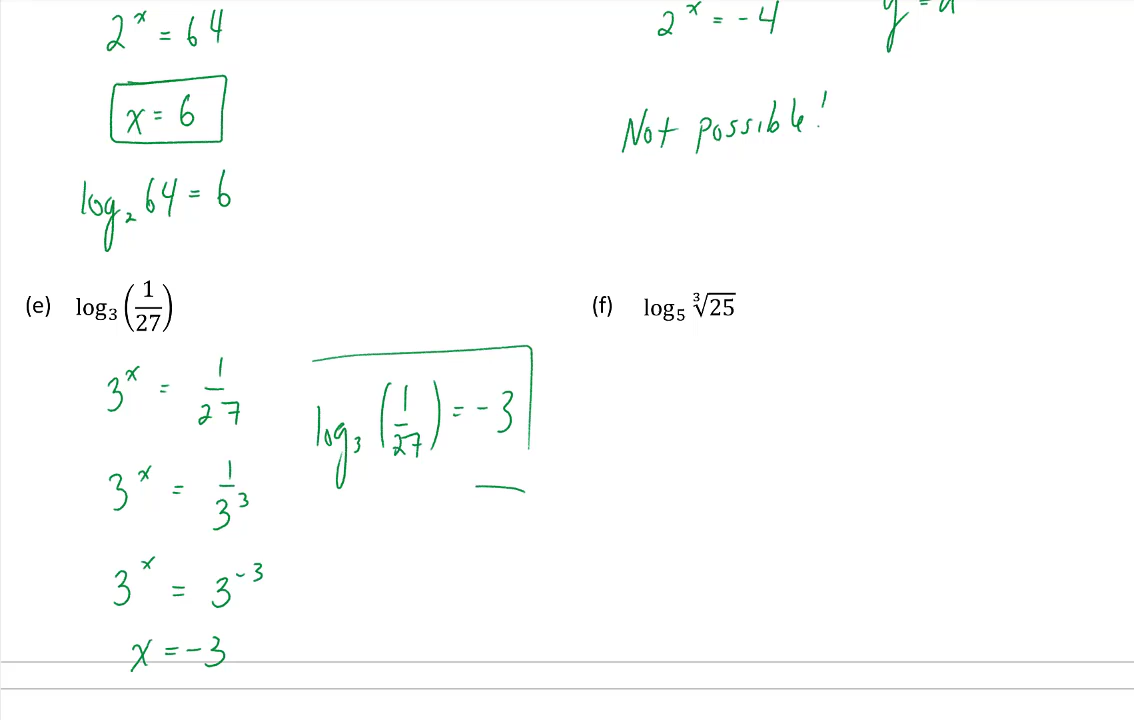 2^x = 64
x = 6
log₂ 64 = 6
2^x = -4
Not possible!
(e) log₃ (1/27)
3^x = 1/27
3^x = 1/3³
3^x = 3^-3
x = -3
log₃ (1/27) = -3
(f) log₅ ∛25